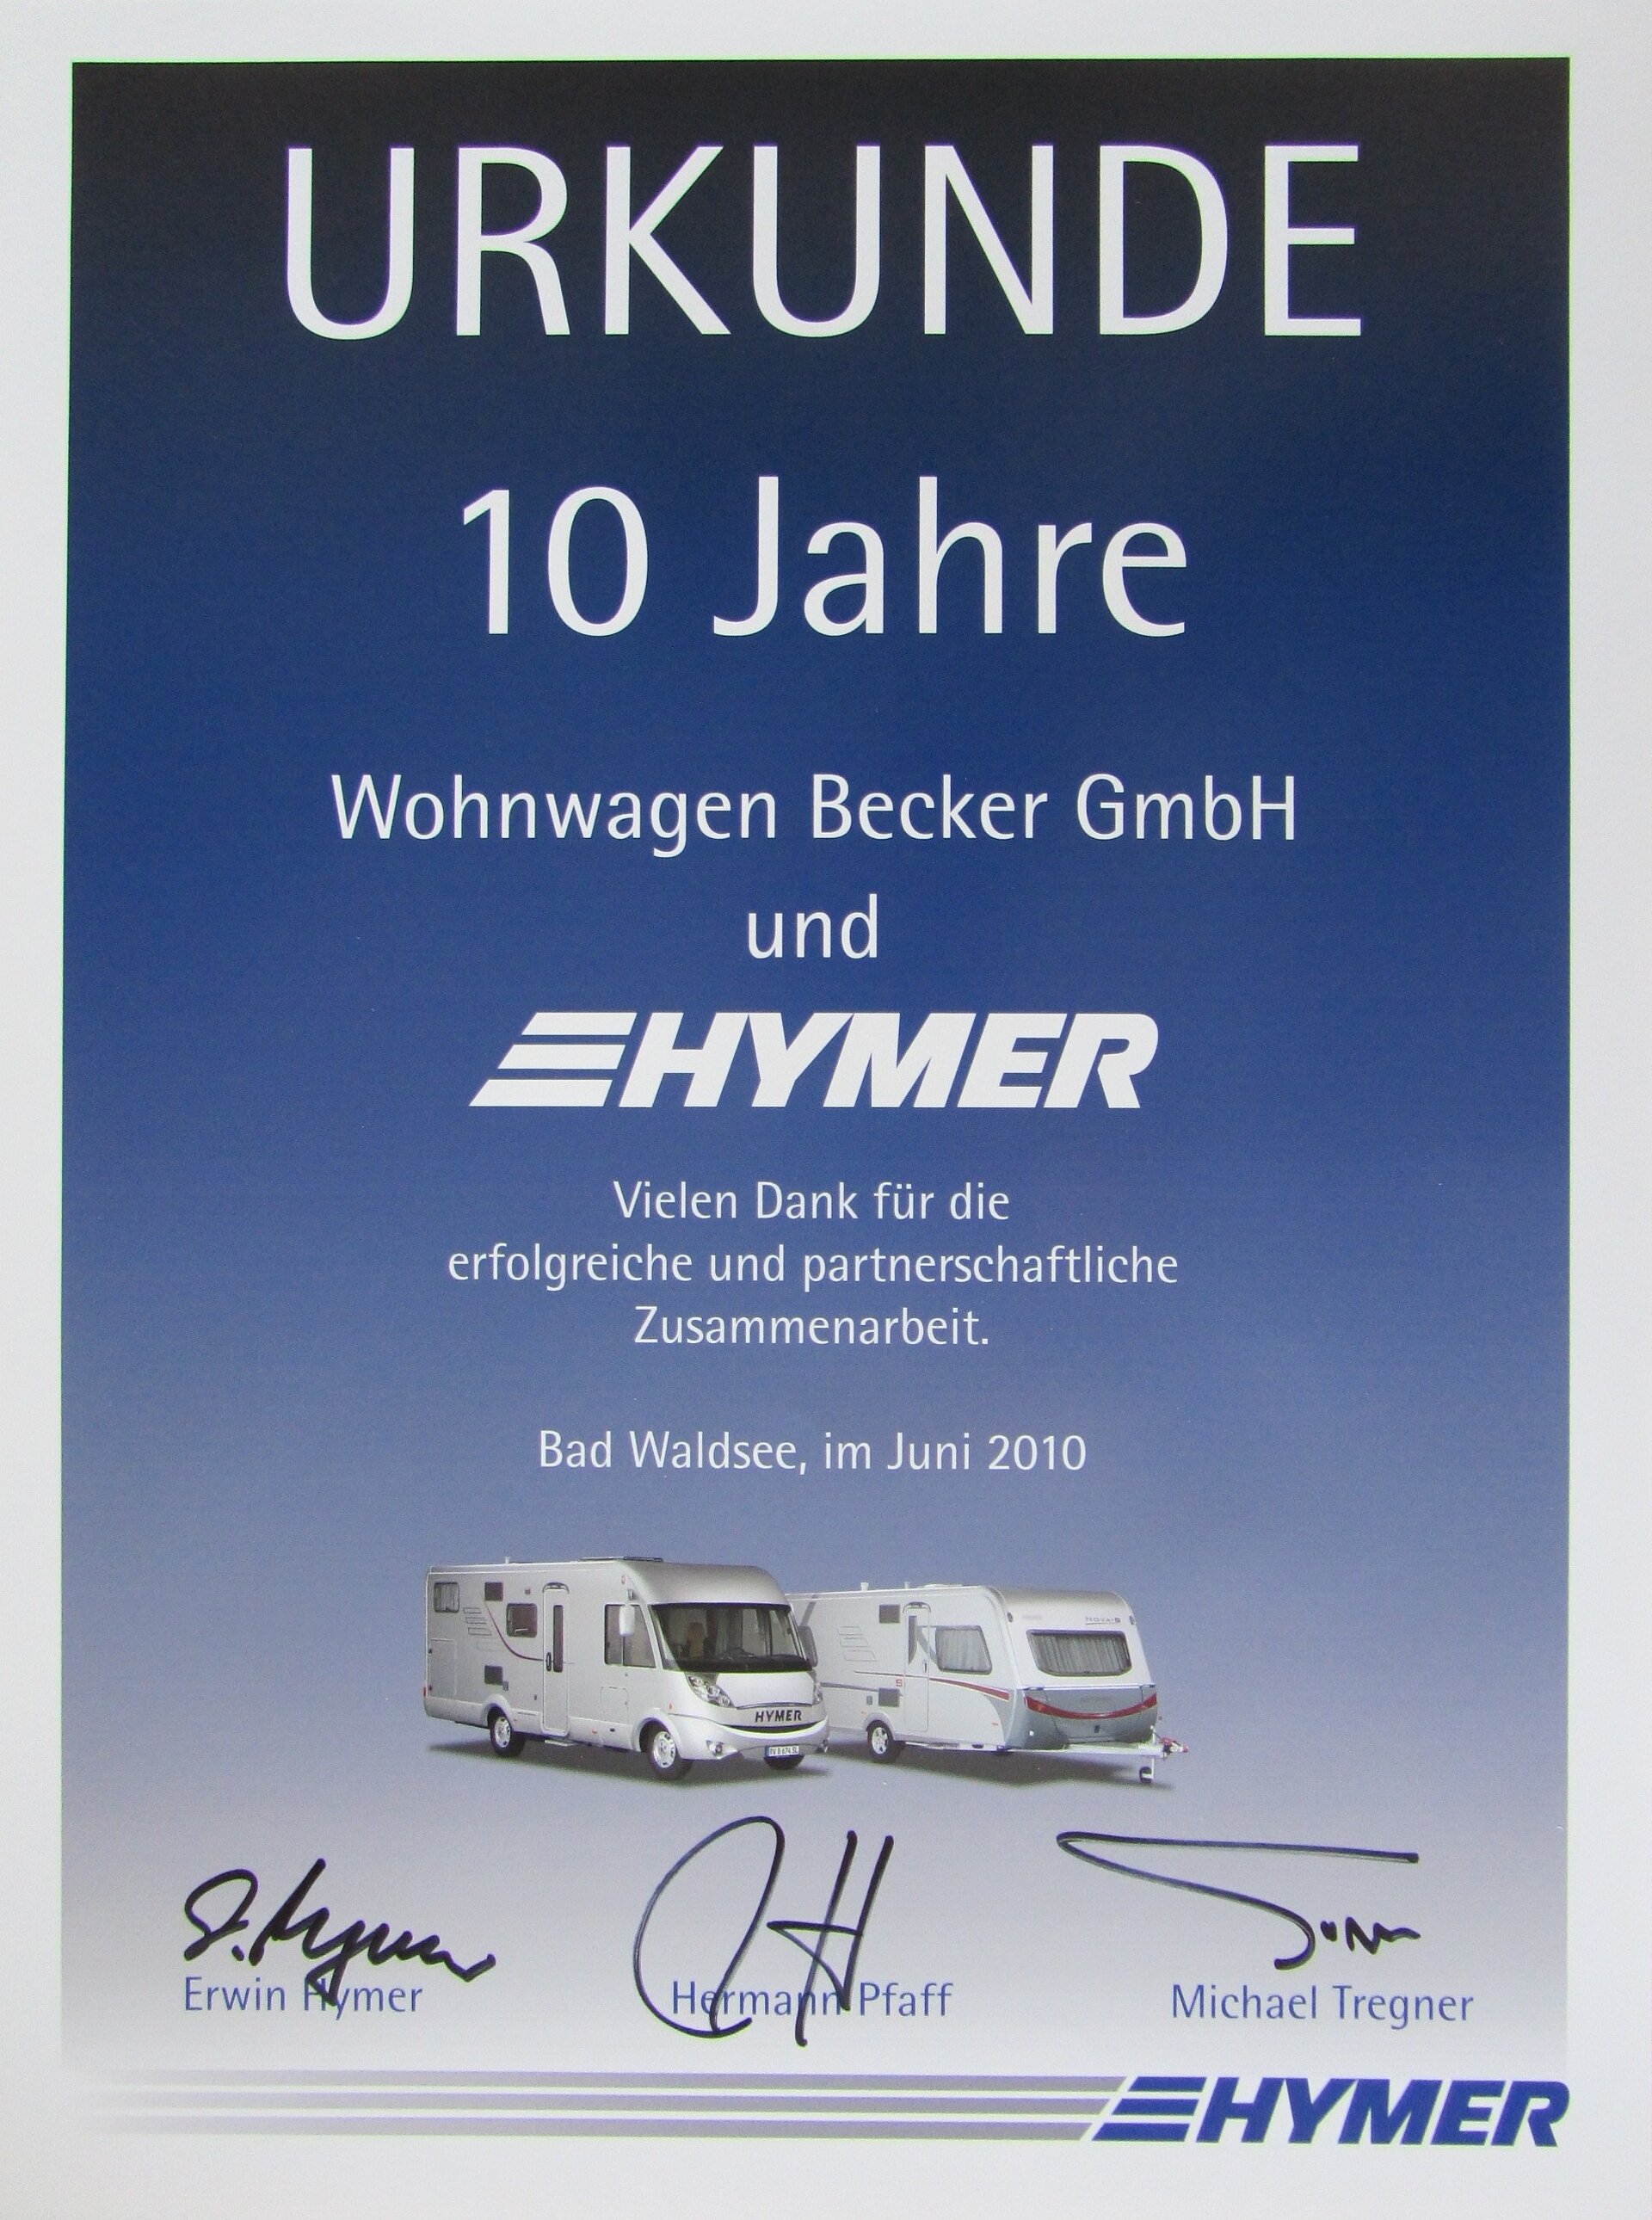 URKUNDE
10 Jahre
Wohnwagen Becker GmbH
und
HYMER
Vielen Dank für die
erfolgreiche und partnerschaftliche
Zusammenarbeit.
Bad Waldsee, im Juni 2010
HYMER
Erwin Hymer
Hermann Pfaff
Michael Tregner
HYMER